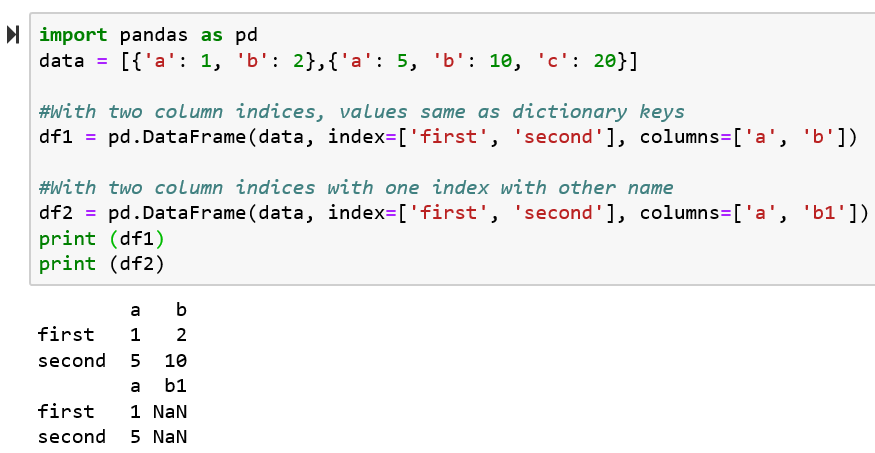 import pandas as pd
data = [{'a': 1, 'b': 2},{'a': 5, 'b': 10, 'c': 20}]
#With two column indices, values same as dictionary keys
df1 = pd.DataFrame(data, index=['first', 'second'], columns=['a', 'b'])
#With two column indices with one index with other name
df2 = pd.DataFrame(data, index=['first', 'second'], columns=['a', 'b1'])
print (df1)
print (df2)
        a   b
first   1   2
second  5  10
        a  b1
first   1 NaN
second  5 NaN